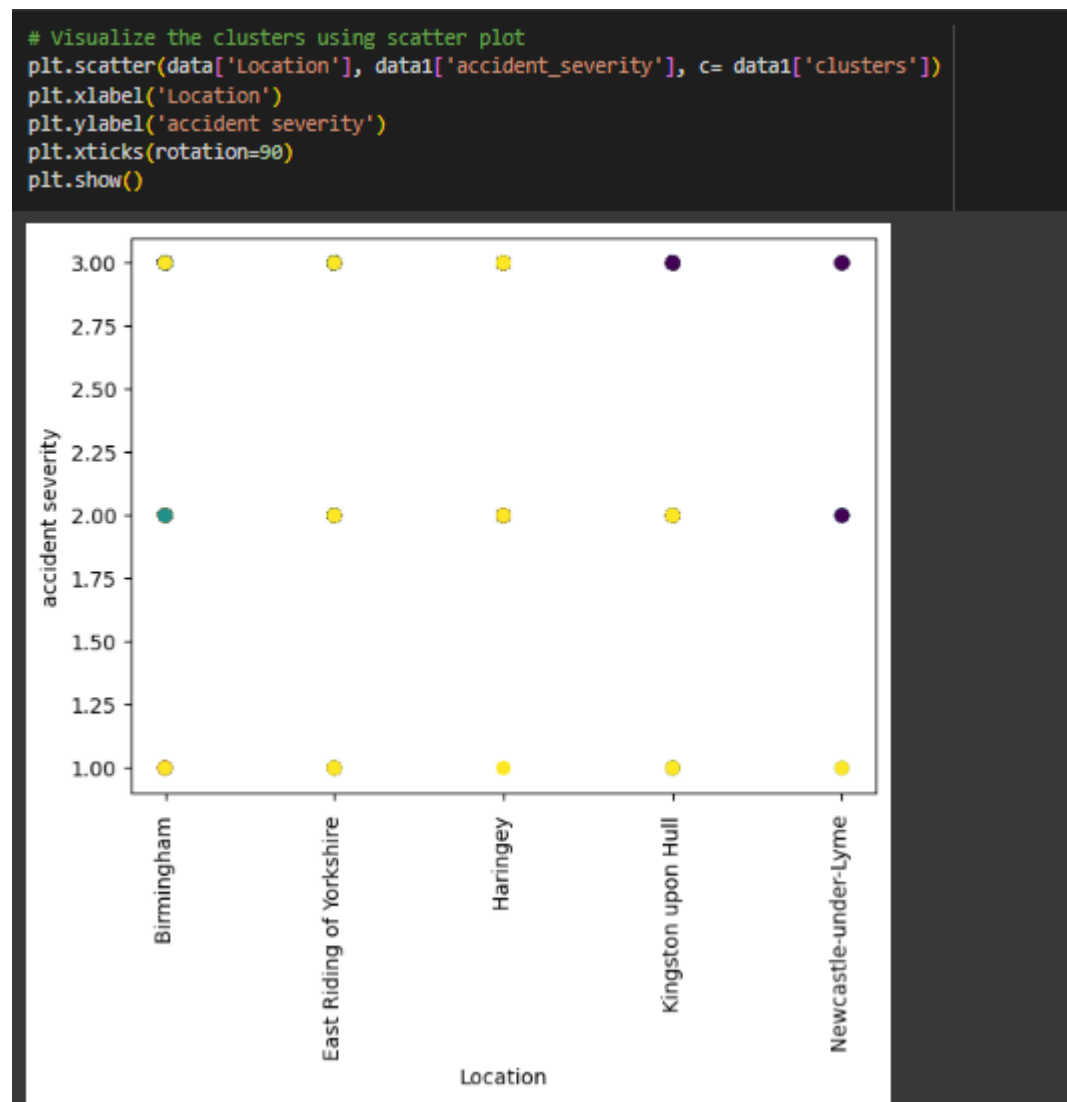 # Visualize the clusters using scatter plot
plt.scatter(data['Location'], data1['accident_severity'], c= data1['clusters'])
plt.xlabel('Location')
plt.ylabel('accident severity')
plt.xticks(rotation=90)
plt.show()
3.00
2.75
2.50
2.25
2.00
1.75
1.50
1.25
1.00
accident severity
Birmingham
East Riding of Yorkshire
Haringey
Kingston upon Hull
Newcastle-under-Lyme
Location